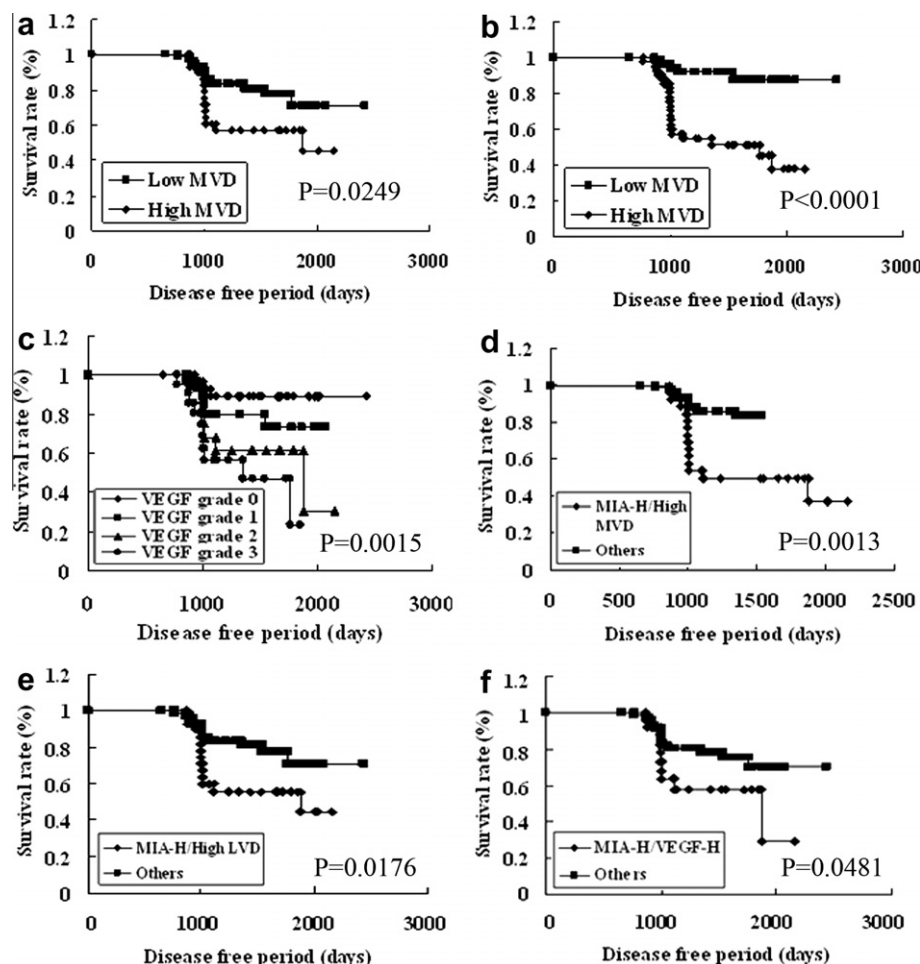 a
1.2
1
0.8
0.6
0.4
0.2
0
Survival rate (%)
Low MVD
High MVD
P=0.0249
0 1000 2000 3000
Disease free period (days)
b
1.2
1
0.8
0.6
0.4
0.2
0
Survival rate (%)
Low MVD
High MVD
P<0.0001
0 1000 2000 3000
Disease free period (days)
c
1.2
1
0.8
0.6
0.4
0.2
0
Survival rate (%)
VEGF grade 0
VEGF grade 1
VEGF grade 2
VEGF grade 3
P=0.0015
0 1000 2000 3000
Disease free period (days)
d
1.2
1
0.8
0.6
0.4
0.2
0
Survival rate (%)
MIA-H/High
MVD
Others
P=0.0013
0 500 1000 1500 2000 2500
Disease free period (days)
e
1.2
1
0.8
0.6
0.4
0.2
0
Survival rate (%)
MIA-H/High LVD
Others
P=0.0176
0 1000 2000 3000
Disease free period (days)
f
1.2
1
0.8
0.6
0.4
0.2
0
Survival rate (%)
MIA-H/VEGF-H
Others
P=0.0481
0 1000 2000 3000
Disease free period (days)